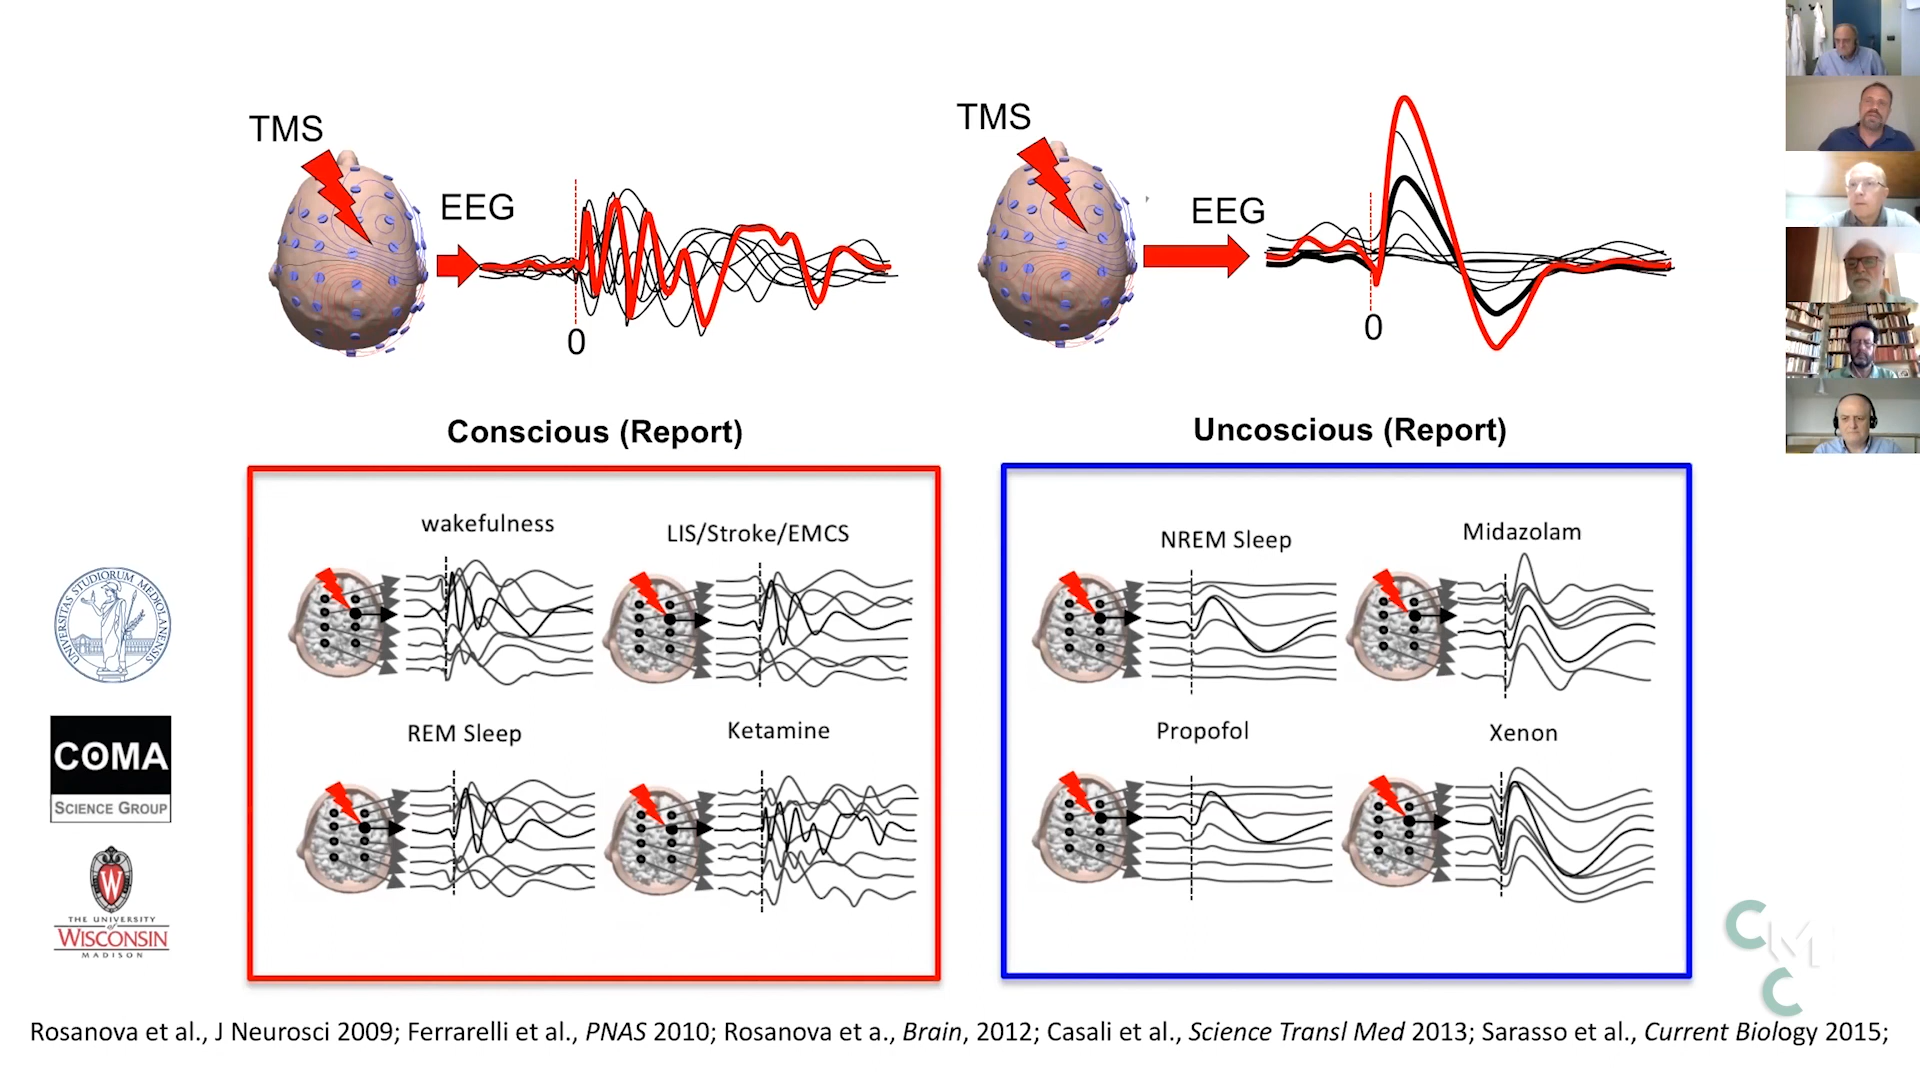 TMS
EEG
0
TMS
EEG
0
Conscious (Report)
Uncoscious (Report)
wakefulness
LIS/Stroke/EMCS
REM Sleep
Ketamine
NREM Sleep
Midazolam
Propofol
Xenon
UNIVERSITAS STUDIORUM MEDIOLANENSIS
COMA
SCIENCE GROUP
W
THE UNIVERSITY
of
WISCONSIN
MADISON
CMC
Rosanova et al., J Neurosci 2009; Ferrarelli et al., PNAS 2010; Rosanova et a., Brain, 2012; Casali et al., Science Transl Med 2013; Sarasso et al., Current Biology 2015;